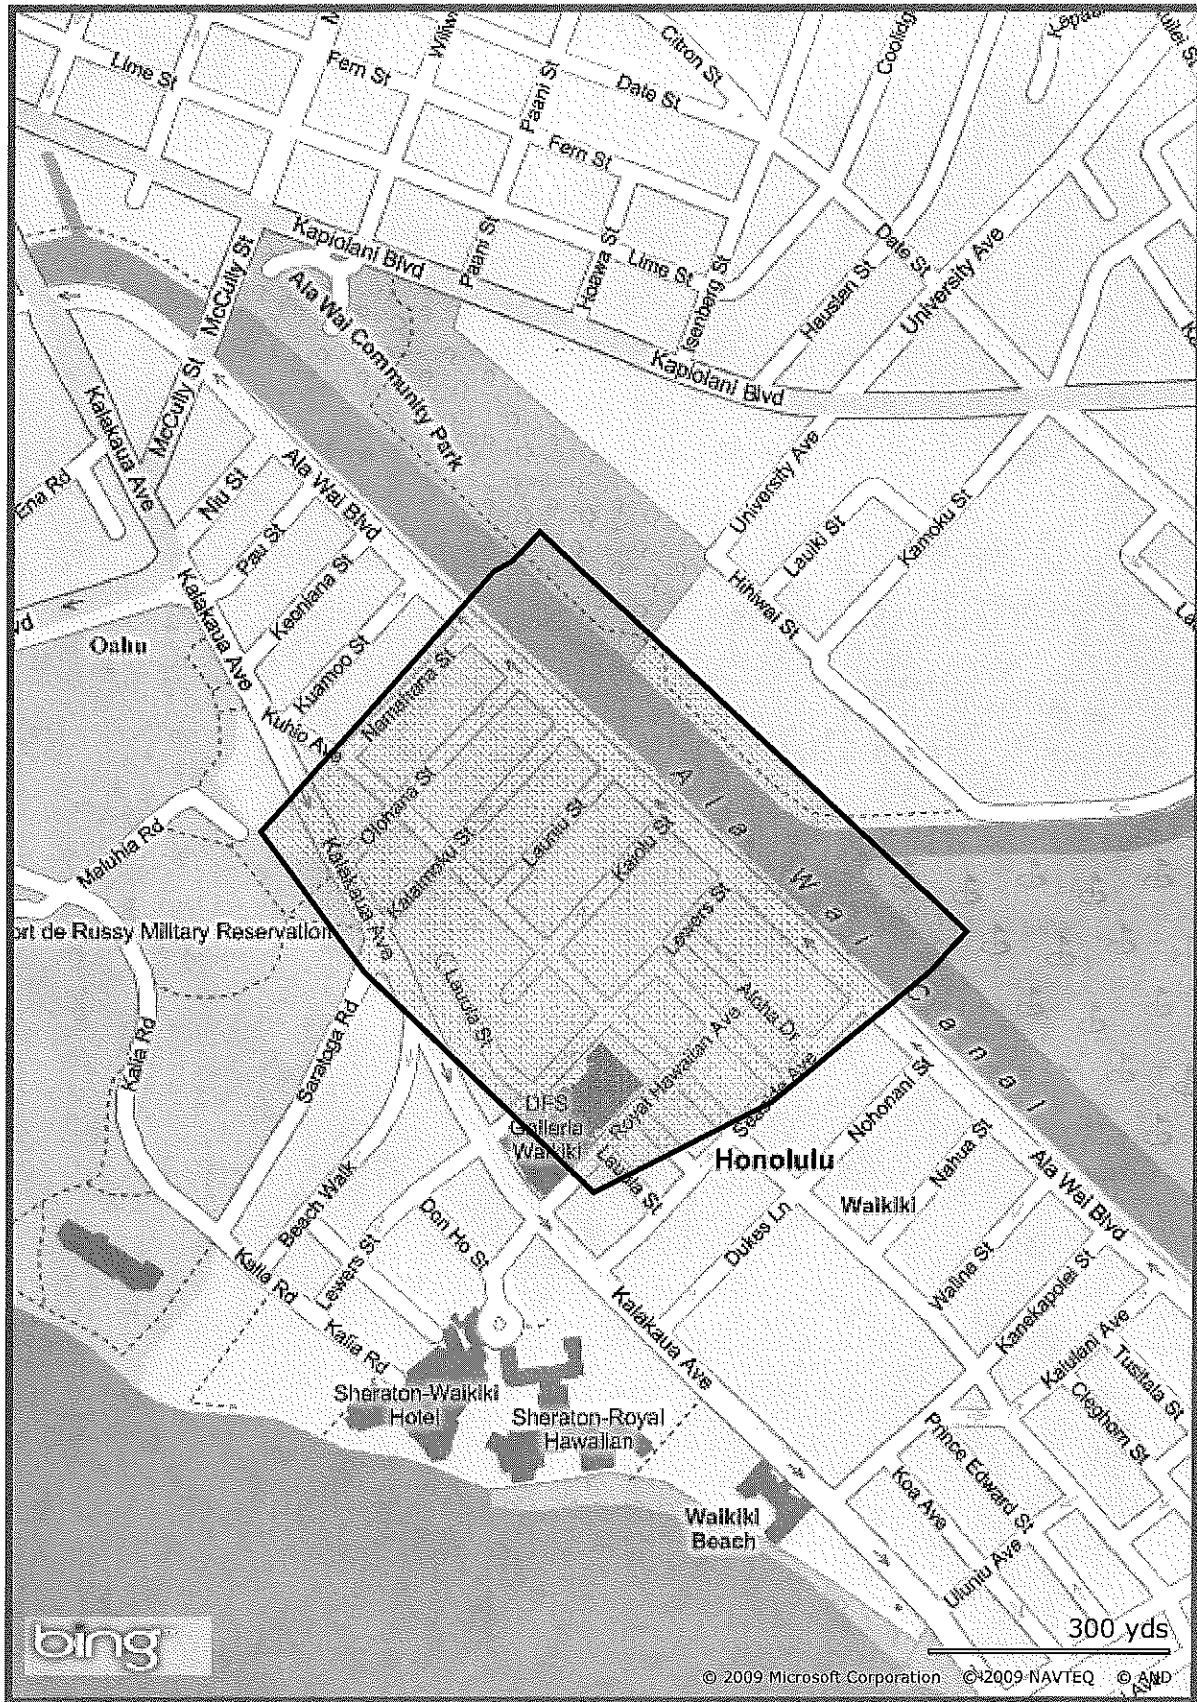 Lime St
Fern St
Citron St
Date St
Paani St
Fern St
Kapiolani Blvd
Paani St
Hoawa St
Lime St
Isenberg St
Date St
Hausten St
University Ave
McCully St
McCully St
Ala Wai Community Park
Kapiolani Blvd
Kalakaua Ave
Ena Rd
Niu St
Pau St
Ala Wai Blvd
University Ave
Lauiki St
Kamoku St
Hihiwai St
Keoniana St
Kuamoo St
Kalakaua Ave
Oahu
Kuhio Ave
Namahana St
Olohana St
Kalaimoku St
Launiu St
Kaiolu St
Ala Wai Canal
Maluhia Rd
Kalakaua Ave
ort de Russy Military Reservation
Lewers St
Lauula St
Aloha Dr
Royal Hawaiian Ave
Seaside Ave
Kalia Rd
Saratoga Rd
DFS
Galleria
Waikiki
Lauula St
Honolulu
Nohonani St
Nahua St
Waikiki
Ala Wai Blvd
Beach Walk
Don Ho St
Dukes Ln
Walina St
Kanekapolei St
Kaiulani Ave
Tusitala St
Cleghorn St
Kalia Rd
Lewers St
Kalia Rd
Kalakaua Ave
Sheraton-Waikiki
Hotel
Sheraton-Royal
Hawaiian
Prince Edward St
Koa Ave
Uluniu Ave
Waikiki
Beach
bing
300 yds
© 2009 Microsoft Corporation © 2009 NAVTEQ © AND